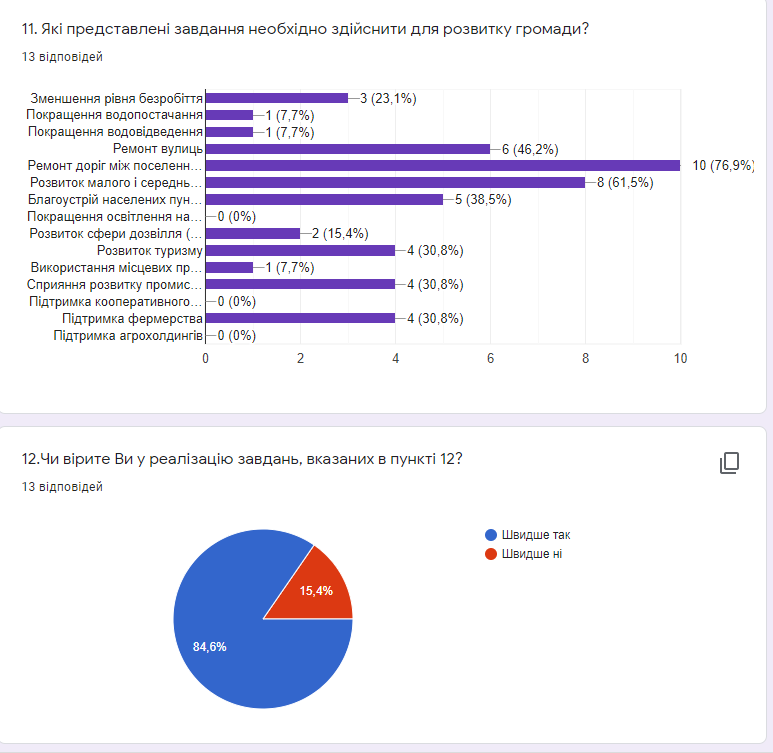 11. Які представлені завдання необхідно здійснити для розвитку громади?
13 відповідей
Зменшення рівня безробіття 3 (23,1%)
Покращення водопостачання 1 (7,7%)
Покращення водовідведення 1 (7,7%)
Ремонт вулиць 6 (46,2%)
Ремонт доріг між поселенн... 10 (76,9%)
Розвиток малого і середнь... 8 (61,5%)
Благоустрій населених пун... 5 (38,5%)
Покращення освітлення на... 0 (0%)
Розвиток сфери дозвілля (... 2 (15,4%)
Розвиток туризму 4 (30,8%)
Використання місцевих пр... 1 (7,7%)
Сприяння розвитку промис... 4 (30,8%)
Підтримка кооперативного... 0 (0%)
Підтримка фермерства 4 (30,8%)
Підтримка агрохолдингів 0 (0%)
0 2 4 6 8 10
12.Чи вірите Ви у реалізацію завдань, вказаних в пункті 12?
13 відповідей
Швидше так
Швидше ні
15,4%
84,6%